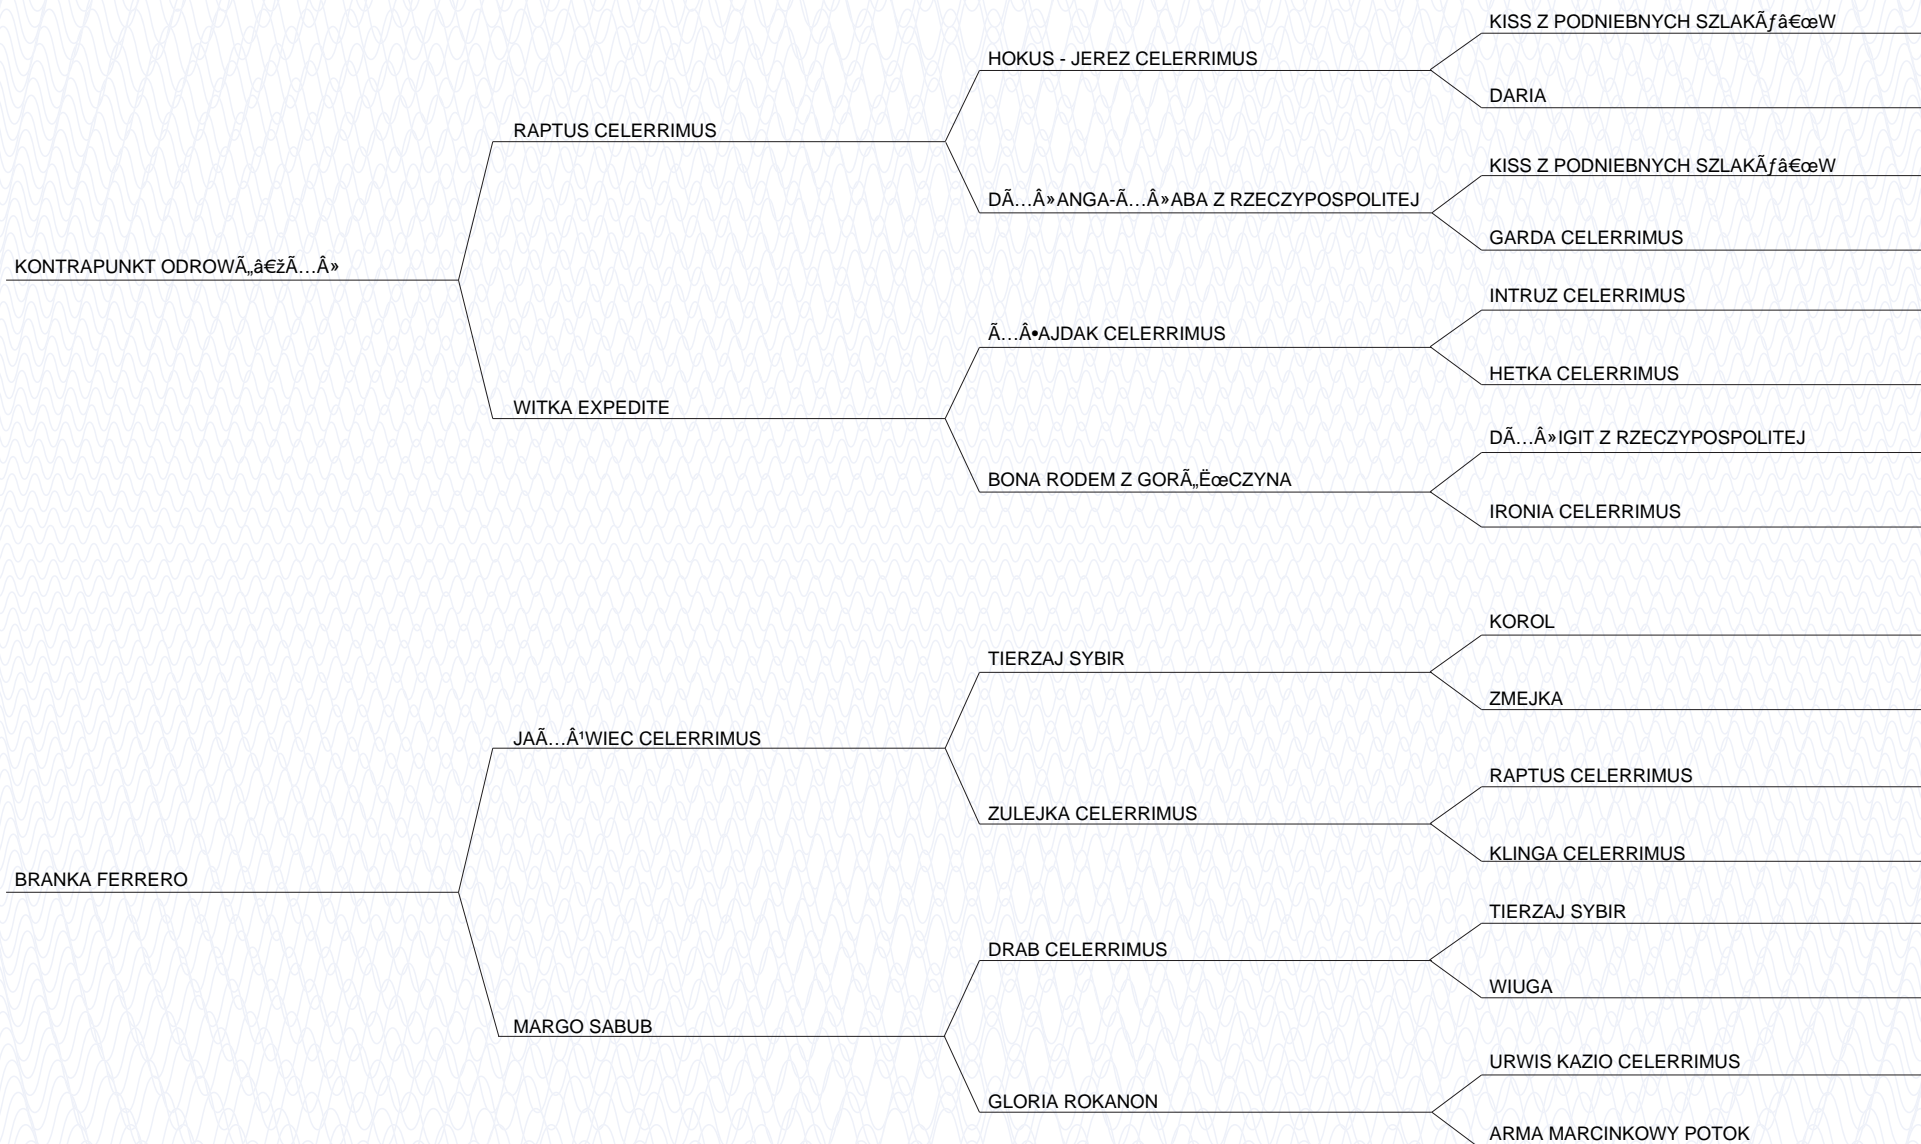 KISS Z PODNIEBNYCH SZLAKÃƒâ€œW
HOKUS - JEREZ CELERRIMUS
DARIA
RAPTUS CELERRIMUS
KISS Z PODNIEBNYCH SZLAKÃƒâ€œW
DÃ…Â»ANGA-Ã…Â»ABA Z RZECZYPOSPOLITEJ
GARDA CELERRIMUS
KONTRAPUNKT ODROWÃ„â€žÃ…Â»
INTRUZ CELERRIMUS
Ã…Â•AJDAK CELERRIMUS
HETKA CELERRIMUS
WITKA EXPEDITE
DÃ…Â»IGIT Z RZECZYPOSPOLITEJ
BONA RODEM Z GORÃ„ËœCZYNA
IRONIA CELERRIMUS
KOROL
TIERZAJ SYBIR
ZMEJKA
JAÃ…Â¹WIEC CELERRIMUS
RAPTUS CELERRIMUS
ZULEJKA CELERRIMUS
KLINGA CELERRIMUS
BRANKA FERRERO
TIERZAJ SYBIR
DRAB CELERRIMUS
WIUGA
MARGO SABUB
URWIS KAZIO CELERRIMUS
GLORIA ROKANON
ARMA MARCINKOWY POTOK